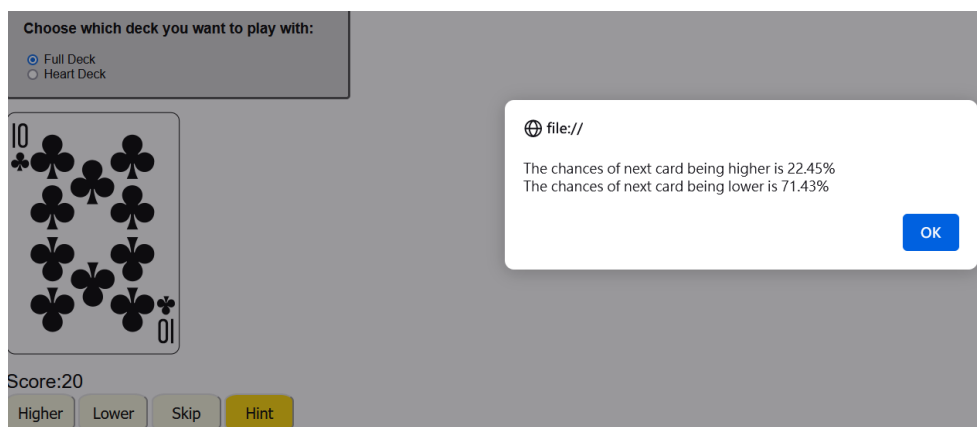 Choose which deck you want to play with:
Full Deck
Heart Deck
10
file://
The chances of next card being higher is 22.45%
The chances of next card being lower is 71.43%
OK
10
Score:20
Higher Lower Skip Hint